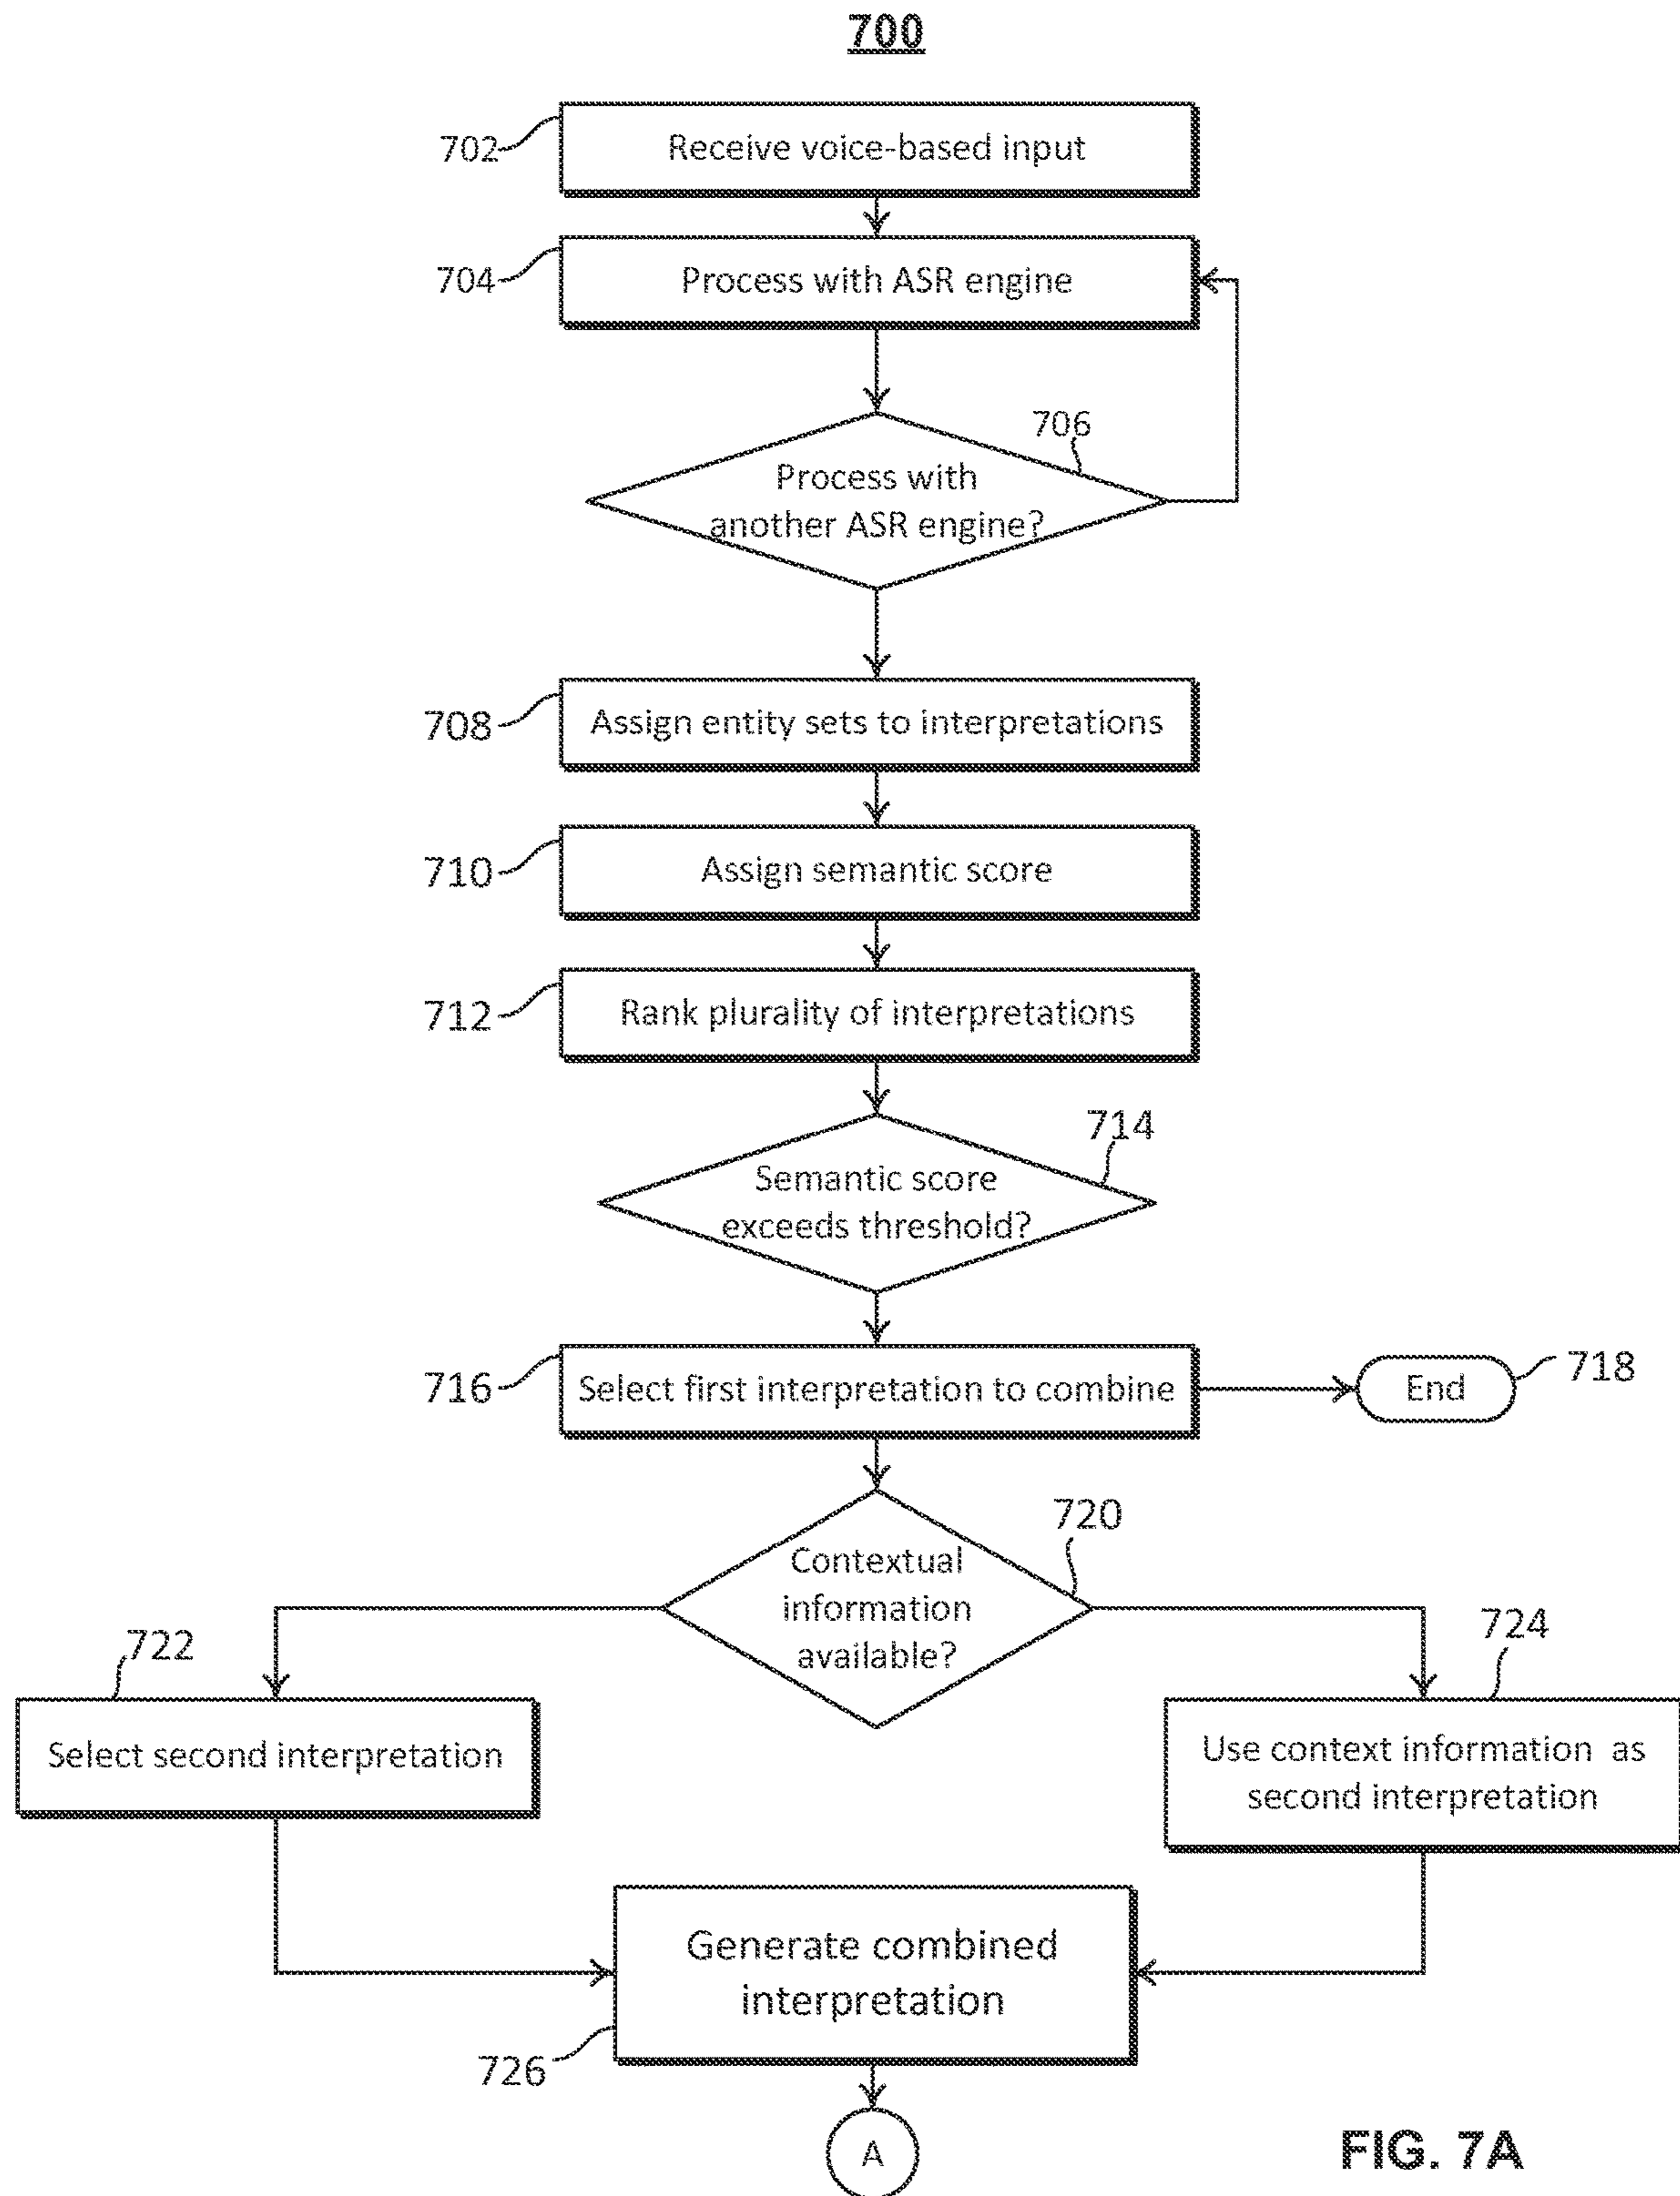 700
702
Receive voice-based input
704
Process with ASR engine
706
Process with
another ASR engine?
708
Assign entity sets to interpretations
710
Assign semantic score
712
Rank plurality of interpretations
714
Semantic score
exceeds threshold?
716
Select first interpretation to combine
End
718
720
Contextual
information
available?
722
Select second interpretation
724
Use context information as
second interpretation
Generate combined
interpretation
726
A
FIG. 7A